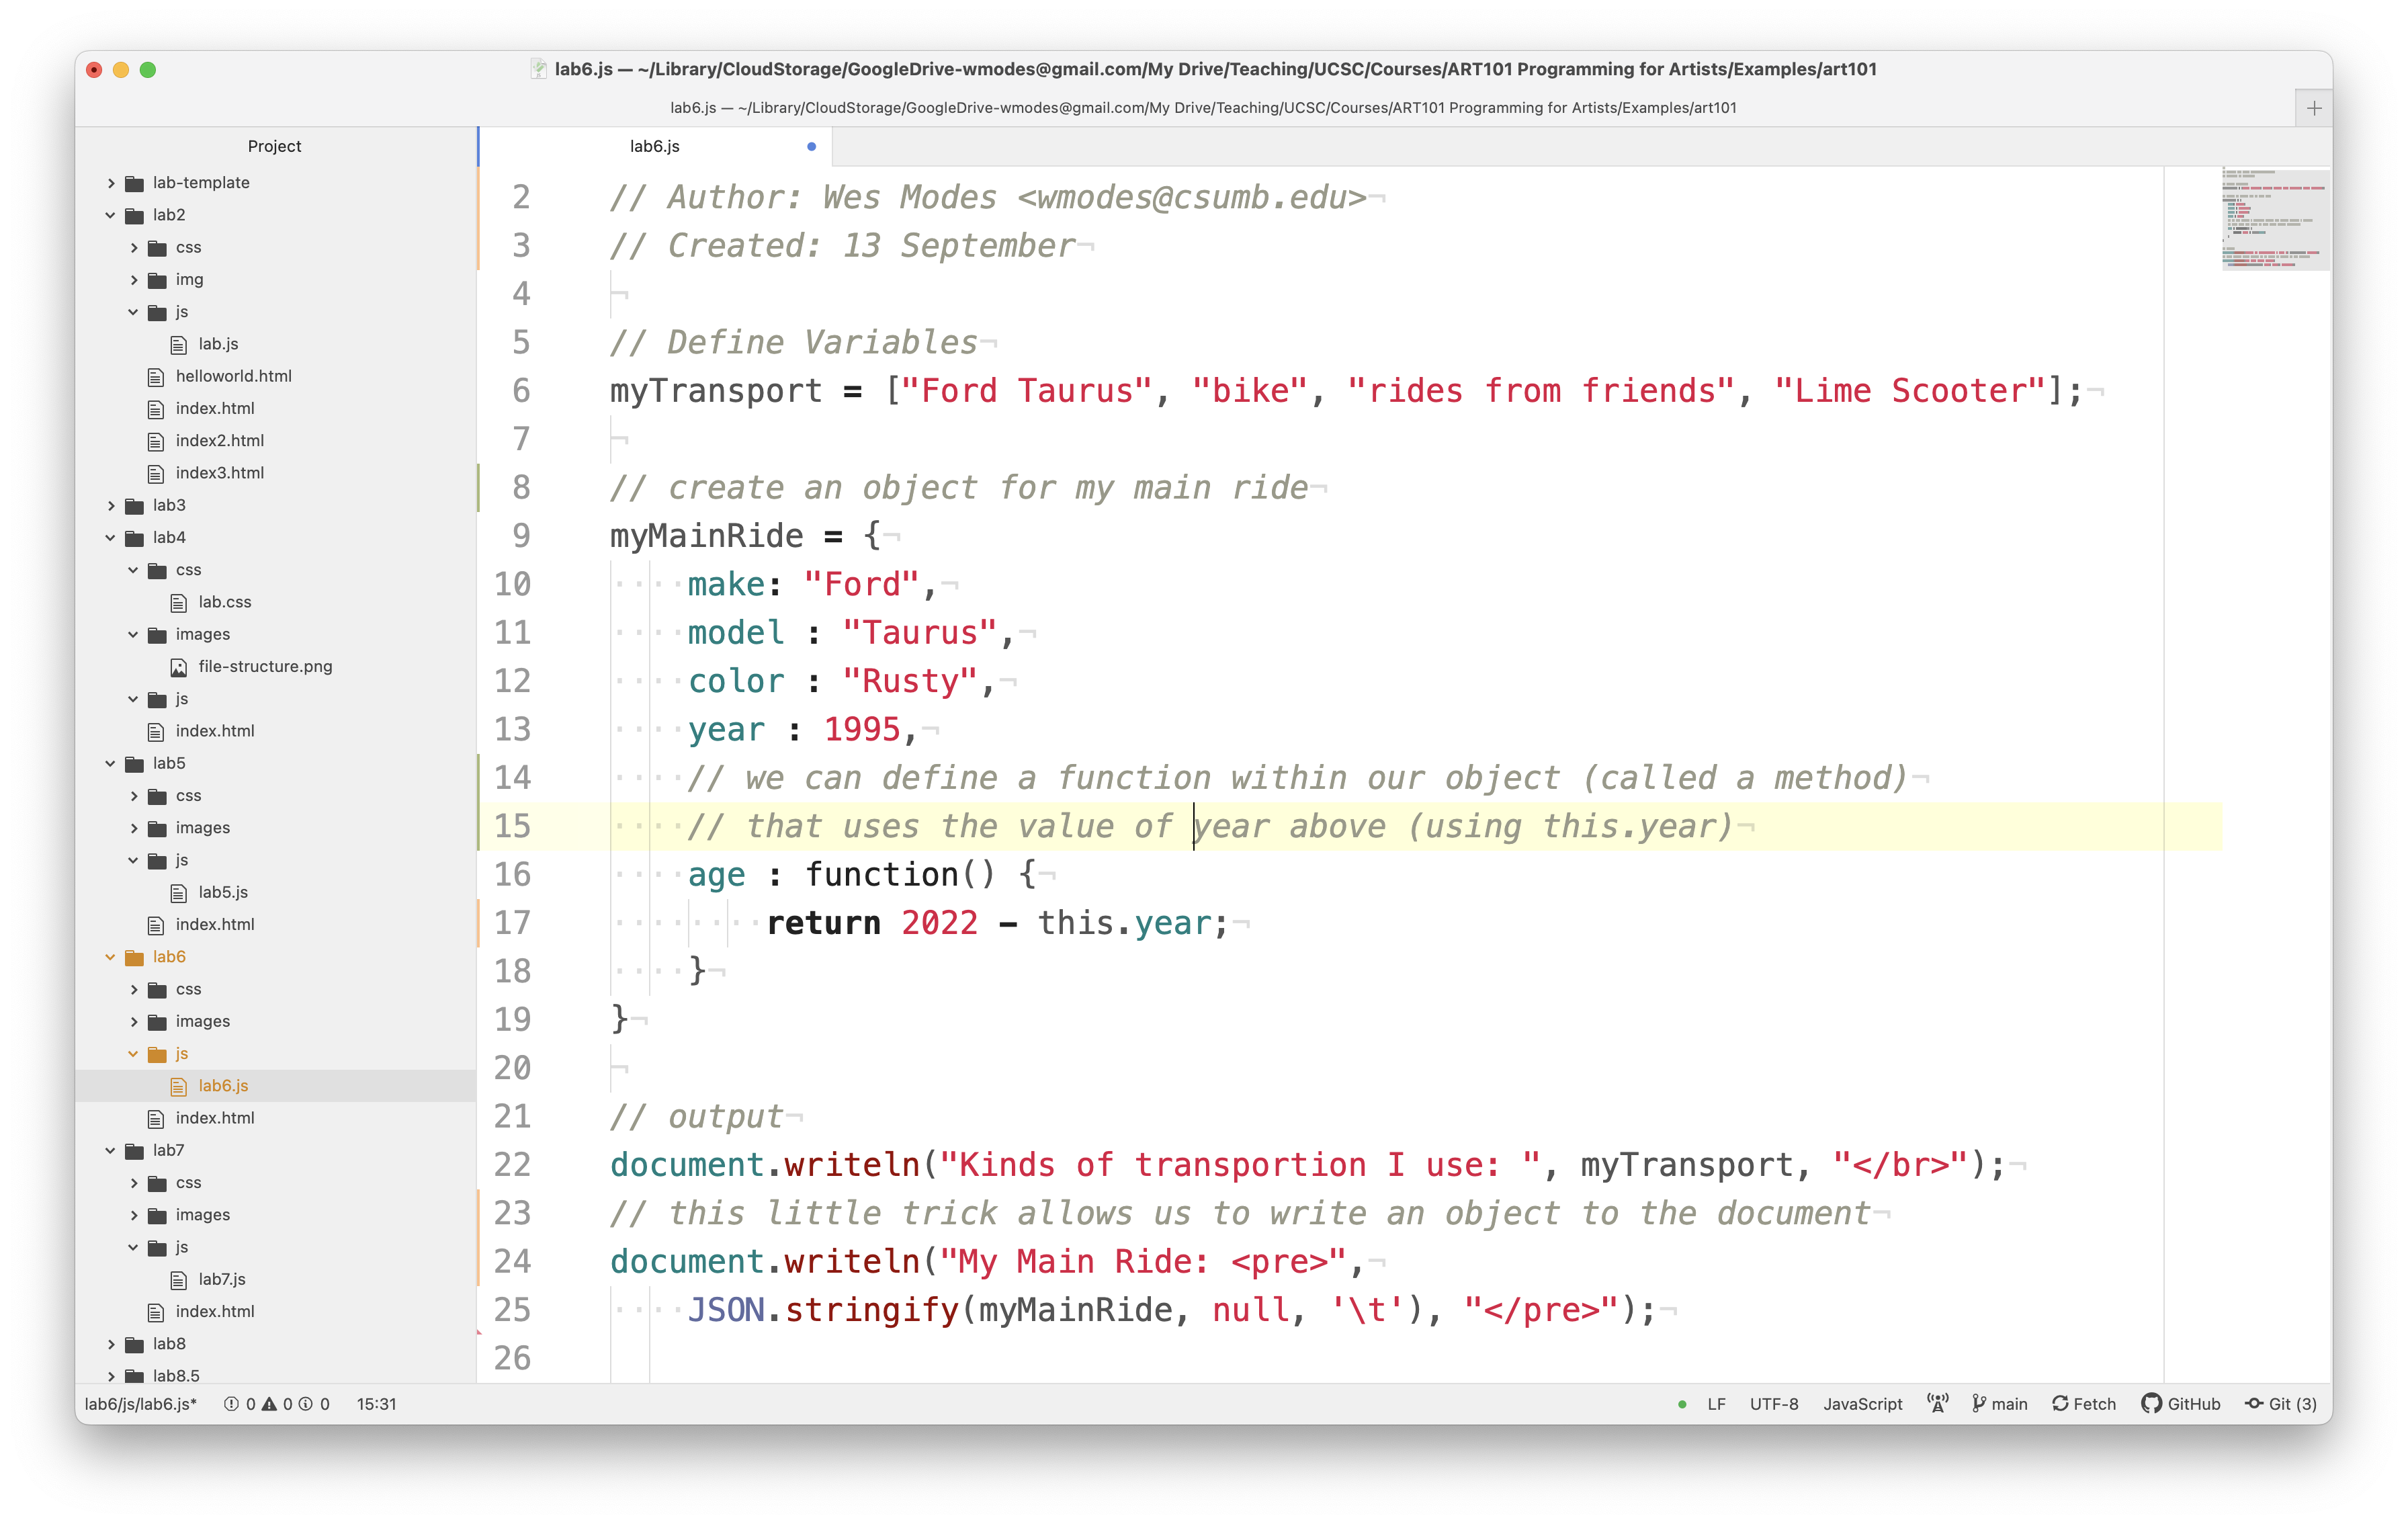 lab6.js — ~/Library/CloudStorage/GoogleDrive-wmodes@gmail.com/My Drive/Teaching/UCSC/Courses/ART101 Programming for Artists/Examples/art101
lab6.js — ~/Library/CloudStorage/GoogleDrive-wmodes@gmail.com/My Drive/Teaching/UCSC/Courses/ART101 Programming for Artists/Examples/art101
Project
lab-template
lab2
css
img
js
lab.js
helloworld.html
index.html
index2.html
index3.html
lab3
lab4
css
lab.css
images
file-structure.png
js
index.html
lab5
css
images
js
lab5.js
index.html
lab6
css
images
js
lab6.js
index.html
lab7
css
images
js
lab7.js
index.html
lab8
lab8.5
lab6.js
2 // Author: Wes Modes <wmodes@csumb.edu>¬
3 // Created: 13 September¬
4 ¬
5 // Define Variables¬
6 myTransport = ["Ford Taurus", "bike", "rides from friends", "Lime Scooter"];¬
7 ¬
8 // create an object for my main ride¬
9 myMainRide = {¬
10 ····make: "Ford",¬
11 ····model : "Taurus",¬
12 ····color : "Rusty",¬
13 ····year : 1995,¬
14 ····// we can define a function within our object (called a method)¬
15 ····// that uses the value of year above (using this.year)¬
16 ····age : function() {¬
17 ········return 2022 - this.year;¬
18 ····}¬
19 }¬
20 ¬
21 // output¬
22 document.writeln("Kinds of transportion I use: ", myTransport, "</br>");¬
23 // this little trick allows us to write an object to the document¬
24 document.writeln("My Main Ride: <pre>",¬
25 ····JSON.stringify(myMainRide, null, '\t'), "</pre>");¬
26
lab6/js/lab6.js* 0 0 0 15:31 LF UTF-8 JavaScript main Fetch GitHub Git (3)